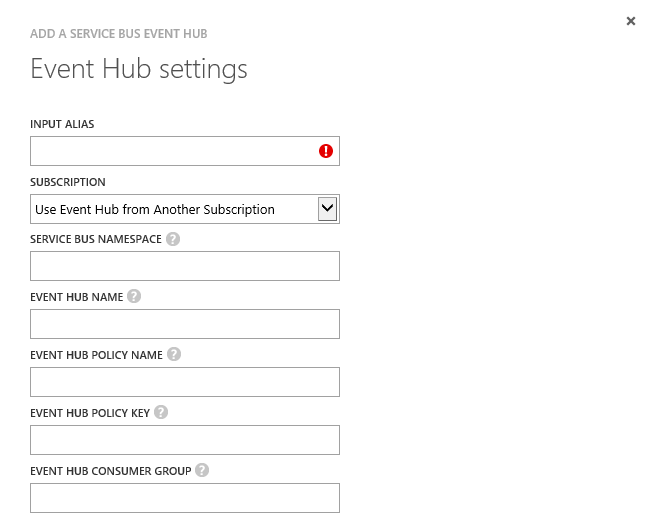 ADD A SERVICE BUS EVENT HUB
Event Hub settings
INPUT ALIAS
SUBSCRIPTION
Use Event Hub from Another Subscription
SERVICE BUS NAMESPACE ?
EVENT HUB NAME ?
EVENT HUB POLICY NAME ?
EVENT HUB POLICY KEY ?
EVENT HUB CONSUMER GROUP ?